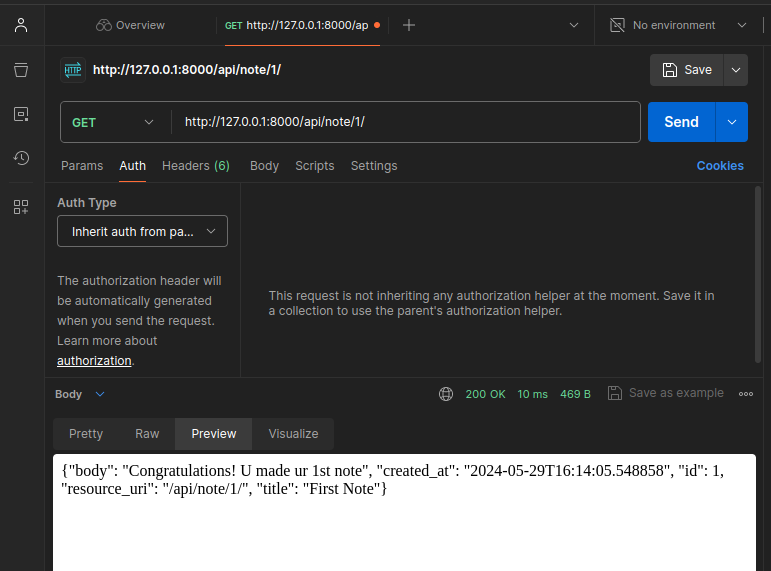 Overview
GET http://127.0.0.1:8000/ap
No environment
HTTP
http://127.0.0.1:8000/api/note/1/
Save
GET
http://127.0.0.1:8000/api/note/1/
Send
Params Auth Headers (6) Body Scripts Settings
Cookies
Auth Type
Inherit auth from pa...
The authorization header will
be automatically generated
when you send the request.
Learn more about
authorization.
This request is not inheriting any authorization helper at the moment. Save it in
a collection to use the parent's authorization helper.
Body
200 OK 10 ms 469 B
Save as example
Pretty Raw Preview Visualize
{"body": "Congratulations! U made ur 1st note", "created_at": "2024-05-29T16:14:05.548858", "id": 1,
"resource_uri": "/api/note/1/", "title": "First Note"}